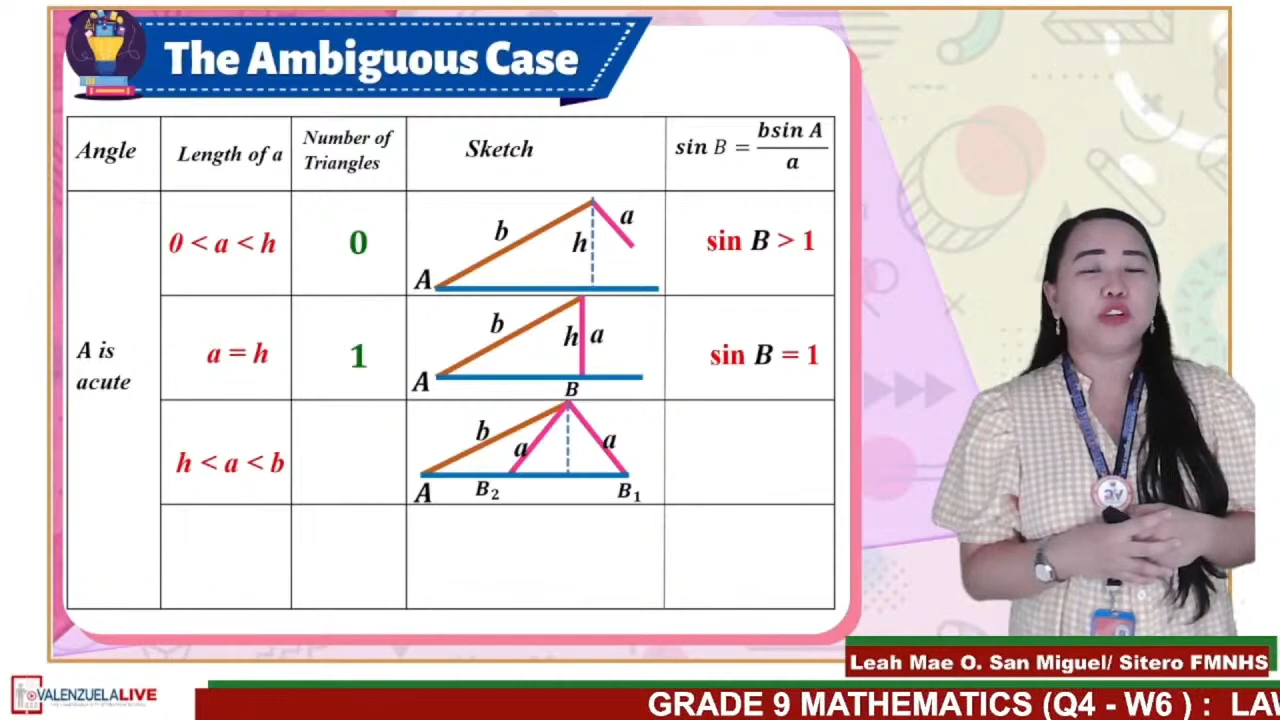 The Ambiguous Case
Angle
Length of a
Number of
Triangles
Sketch
sin B = bsin A / a
A is
acute
0 < a < h
0
b
h
a
A
sin B > 1
a = h
1
b
h
a
A
B
sin B = 1
h < a < b
b
a
a
A
B₂
B₁
Leah Mae O. San Miguel/ Sitero FMNHS
VALENZUELALIVE
GRADE 9 MATHEMATICS (Q4 - W6 ) : LAW